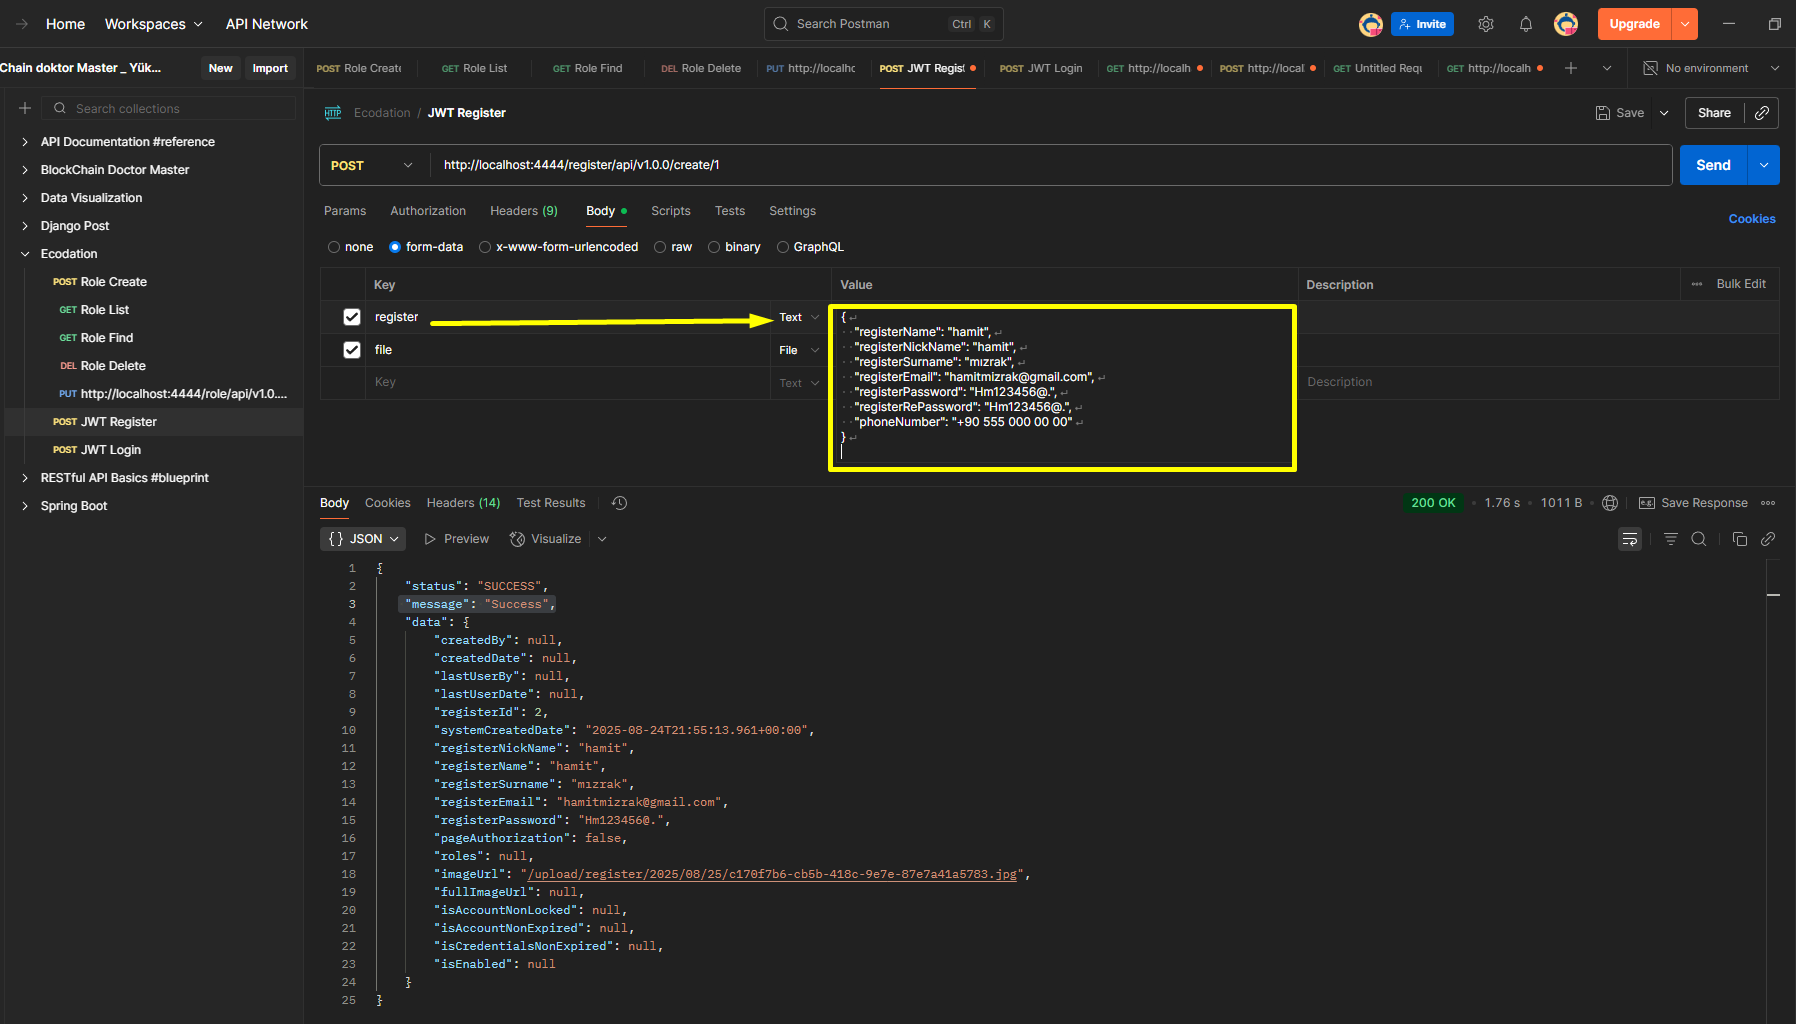 Home Workspaces API Network Search Postman Ctrl K Invite Upgrade
Chain doktor Master _ Yük... New Import
POST Role Create GET Role List GET Role Find DEL Role Delete PUT http://localhc POST JWT Regist POST JWT Login GET http://localh POST http://local GET Untitled Requ GET http://localh No environment
Search collections
API Documentation #reference
BlockChain Doctor Master
Data Visualization
Django Post
Ecodation
POST Role Create
GET Role List
GET Role Find
DEL Role Delete
PUT http://localhost:4444/role/api/v1.0....
POST JWT Register
POST JWT Login
RESTful API Basics #blueprint
Spring Boot
HTTP Ecodation / JWT Register Save Share
POST http://localhost:4444/register/api/v1.0.0/create/1 Send
Params Authorization Headers (9) Body Scripts Tests Settings Cookies
none form-data x-www-form-urlencoded raw binary GraphQL
Key Value Description Bulk Edit
register Text
file File
Key Text Description
{
"registerName": "hamit",
"registerNickName": "hamit",
"registerSurname": "mızrak",
"registerEmail": "hamitmizrak@gmail.com",
"registerPassword": "Hm123456@.",
"registerRePassword": "Hm123456@.",
"phoneNumber": "+90 555 000 00 00"
}
Body Cookies Headers (14) Test Results 200 OK 1.76 s 1011 B e.g. Save Response
{} JSON Preview Visualize
1 {
2 "status": "SUCCESS",
3 "message": "Success",
4 "data": {
5 "createdBy": null,
6 "createdDate": null,
7 "lastUserBy": null,
8 "lastUserDate": null,
9 "registerId": 2,
10 "systemCreatedDate": "2025-08-24T21:55:13.961+00:00",
11 "registerNickName": "hamit",
12 "registerName": "hamit",
13 "registerSurname": "mızrak",
14 "registerEmail": "hamitmizrak@gmail.com",
15 "registerPassword": "Hm123456@.",
16 "pageAuthorization": false,
17 "roles": null,
18 "imageUrl": "/upload/register/2025/08/25/c170f7b6-cb5b-418c-9e7e-87e7a41a5783.jpg",
19 "fullImageUrl": null,
20 "isAccountNonLocked": null,
21 "isAccountNonExpired": null,
22 "isCredentialsNonExpired": null,
23 "isEnabled": null
24 }
25 }